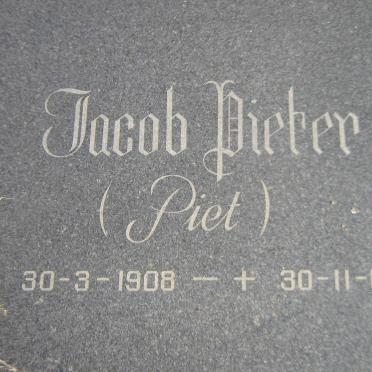 Jacob Pieter
( Piet )
30-3-1908 — + 30-11-